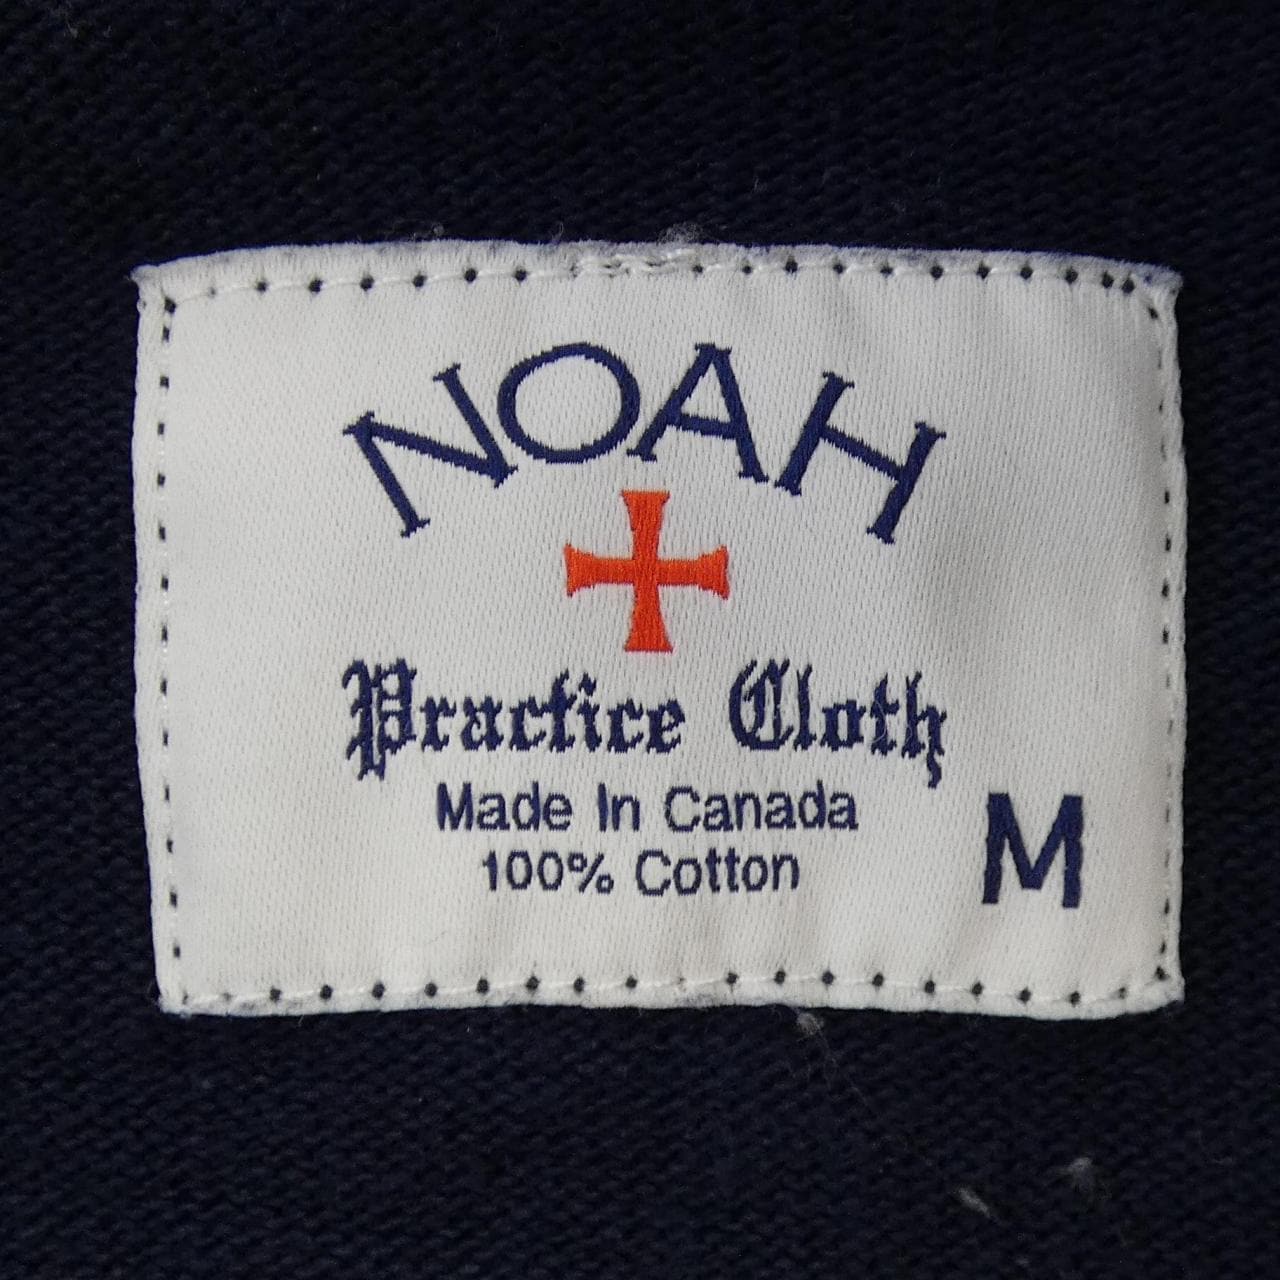 NOAH
Practice Cloth
Made In Canada
100% Cotton
M